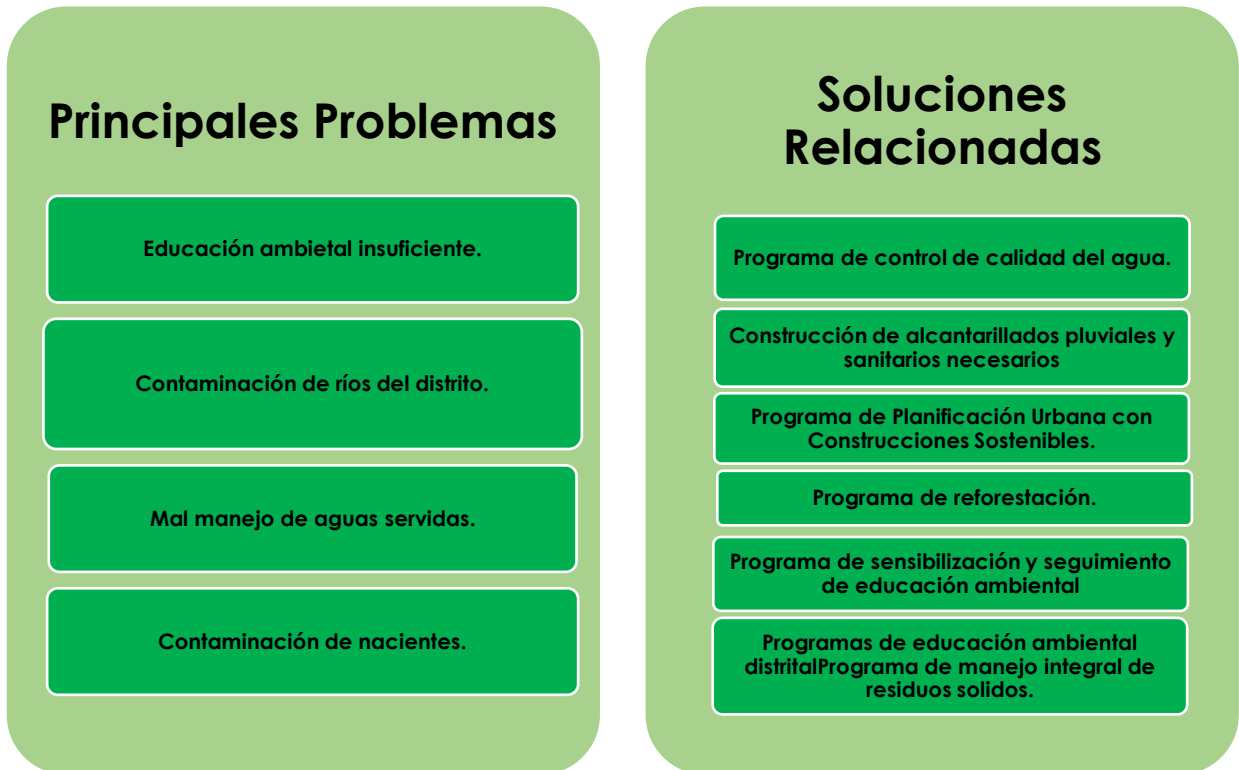 Principales Problemas
Educación ambietal insuficiente.
Contaminación de ríos del distrito.
Mal manejo de aguas servidas.
Contaminación de nacientes.
Soluciones
Relacionadas
Programa de control de calidad del agua.
Construcción de alcantarillados pluviales y
sanitarios necesarios
Programa de Planificación Urbana con
Construcciones Sostenibles.
Programa de reforestación.
Programa de sensibilización y seguimiento
de educación ambiental
Programas de educación ambiental
distritalPrograma de manejo integral de
residuos solidos.